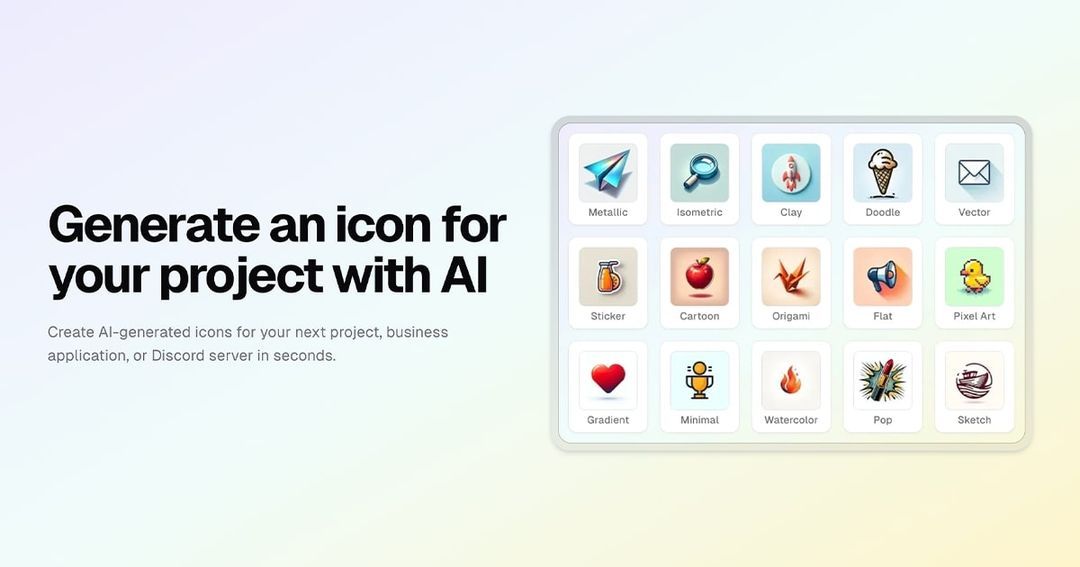 Generate an icon for
your project with AI
Create AI-generated icons for your next project, business
application, or Discord server in seconds.
Metallic
Isometric
Clay
Doodle
Vector
Sticker
Cartoon
Origami
Flat
Pixel Art
Gradient
Minimal
Watercolor
Pop
Sketch